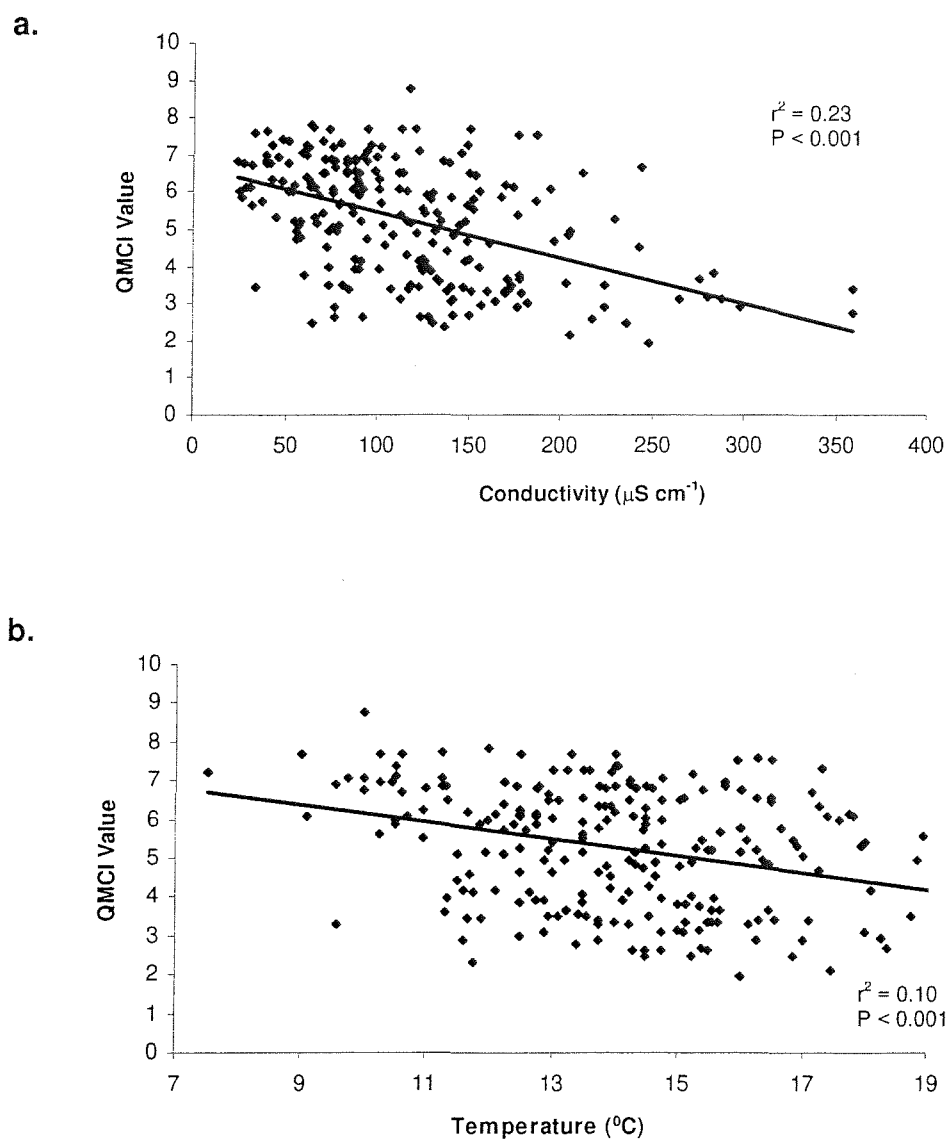 a.
10
9
8
7
6
5
4
3
2
1
0
QMCI Value
r² = 0.23
P < 0.001
0 50 100 150 200 250 300 350 400
Conductivity (μS cm⁻¹)
b.
10
9
8
7
6
5
4
3
2
1
0
QMCI Value
r² = 0.10
P < 0.001
7 9 11 13 15 17 19
Temperature (⁰C)